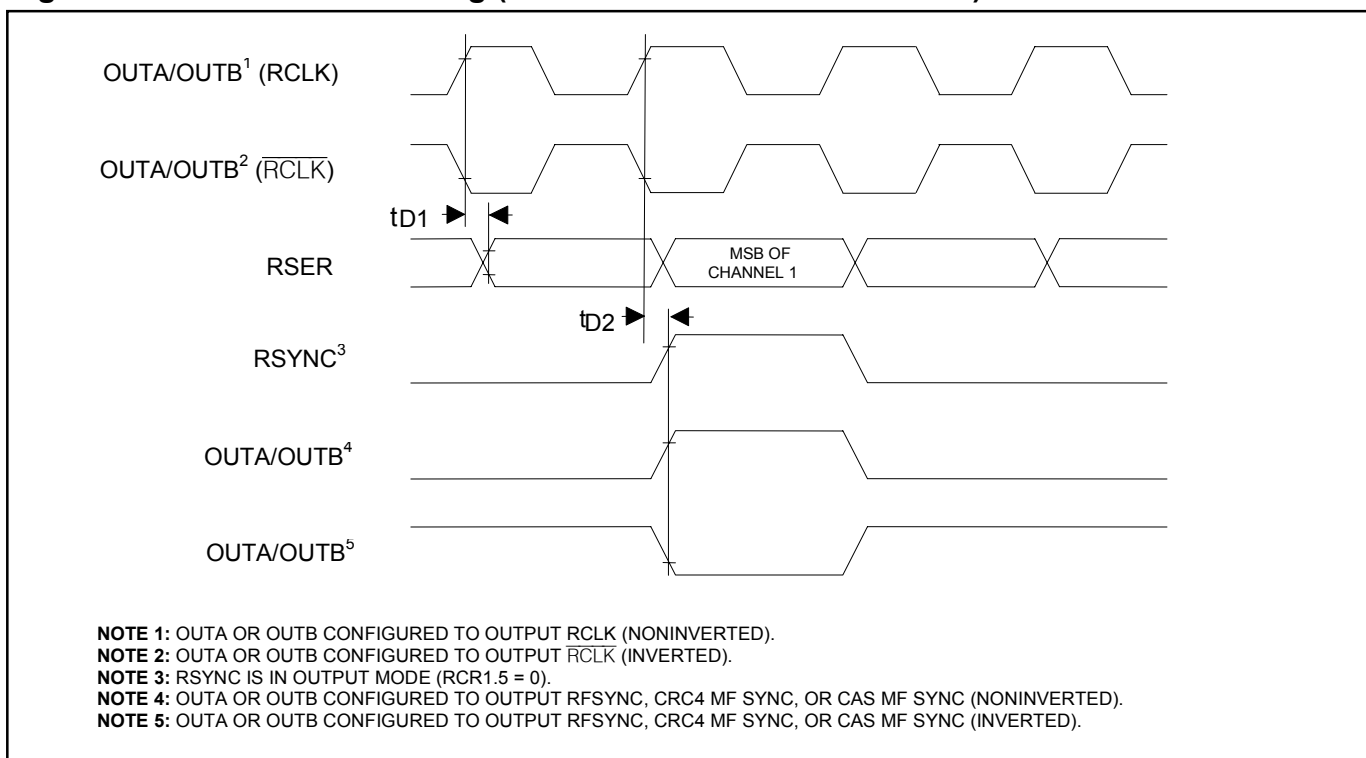 OUTA/OUTB¹ (RCLK)
OUTA/OUTB² (R̅C̅L̅K̅)
tD1
RSER
MSB OF
CHANNEL 1
tD2
RSYNC³
OUTA/OUTB⁴
OUTA/OUTB⁵
NOTE 1: OUTA OR OUTB CONFIGURED TO OUTPUT RCLK (NONINVERTED).
NOTE 2: OUTA OR OUTB CONFIGURED TO OUTPUT R̅C̅L̅K̅ (INVERTED).
NOTE 3: RSYNC IS IN OUTPUT MODE (RCR1.5 = 0).
NOTE 4: OUTA OR OUTB CONFIGURED TO OUTPUT RFSYNC, CRC4 MF SYNC, OR CAS MF SYNC (NONINVERTED).
NOTE 5: OUTA OR OUTB CONFIGURED TO OUTPUT RFSYNC, CRC4 MF SYNC, OR CAS MF SYNC (INVERTED).